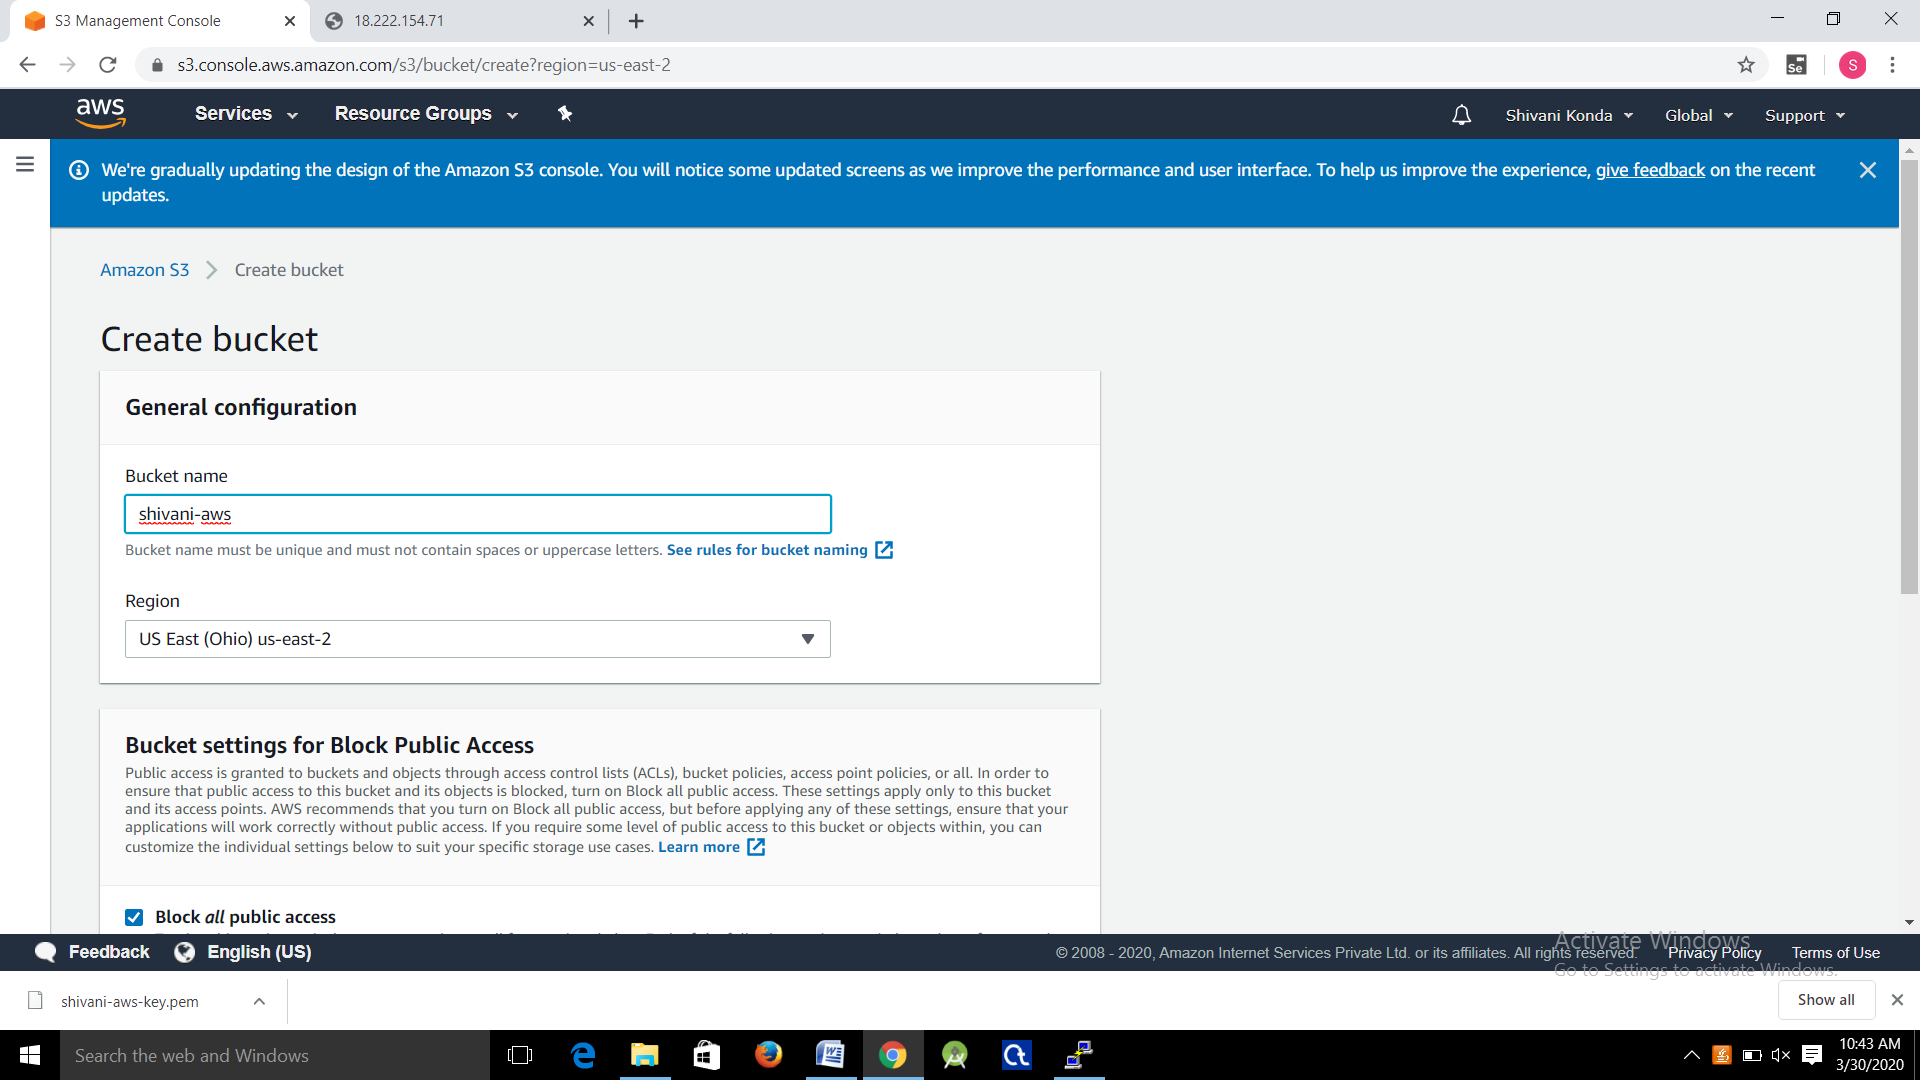 S3 Management Console
18.222.154.71
s3.console.aws.amazon.com/s3/bucket/create?region=us-east-2
Se
S
aws
Services
Resource Groups
Shivani Konda
Global
Support
We're gradually updating the design of the Amazon S3 console. You will notice some updated screens as we improve the performance and user interface. To help us improve the experience, give feedback on the recent
updates.
Amazon S3
Create bucket
Create bucket
General configuration
Bucket name
shivani-aws
Bucket name must be unique and must not contain spaces or uppercase letters. See rules for bucket naming
Region
US East (Ohio) us-east-2
Bucket settings for Block Public Access
Public access is granted to buckets and objects through access control lists (ACLs), bucket policies, access point policies, or all. In order to
ensure that public access to this bucket and its objects is blocked, turn on Block all public access. These settings apply only to this bucket
and its access points. AWS recommends that you turn on Block all public access, but before applying any of these settings, ensure that your
applications will work correctly without public access. If you require some level of public access to this bucket or objects within, you can
customize the individual settings below to suit your specific storage use cases. Learn more
Block all public access
Feedback
English (US)
© 2008 - 2020, Amazon Internet Services Private Ltd. or its affiliates. All rights reserved.
Privacy Policy
Terms of Use
Activate Windows
Go to Settings to activate Windows.
shivani-aws-key.pem
Show all
Search the web and Windows
10:43 AM
3/30/2020